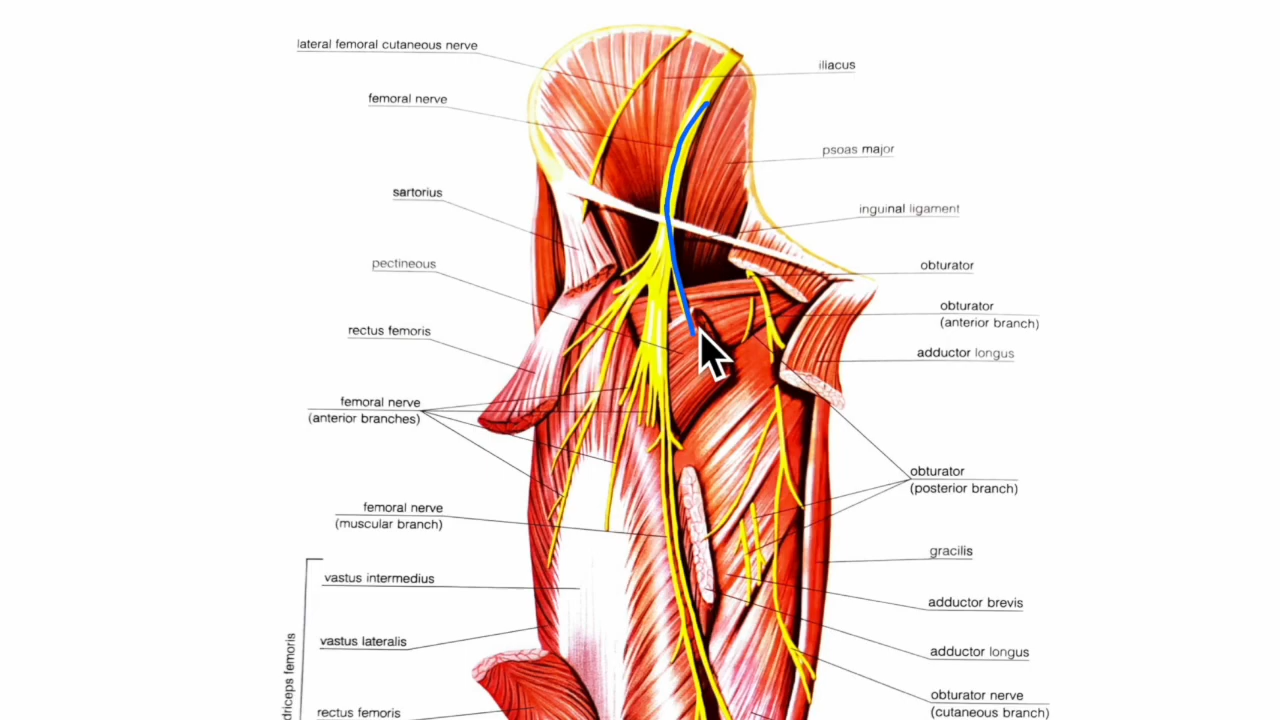 lateral femoral cutaneous nerve
iliacus
femoral nerve
psoas major
sartorius
inguinal ligament
pectineous
obturator
obturator
(anterior branch)
rectus femoris
adductor longus
femoral nerve
(anterior branches)
obturator
(posterior branch)
femoral nerve
(muscular branch)
gracilis
vastus intermedius
adductor brevis
vastus lateralis
adductor longus
driceps femoris
obturator nerve
(cutaneous branch)
rectus femoris